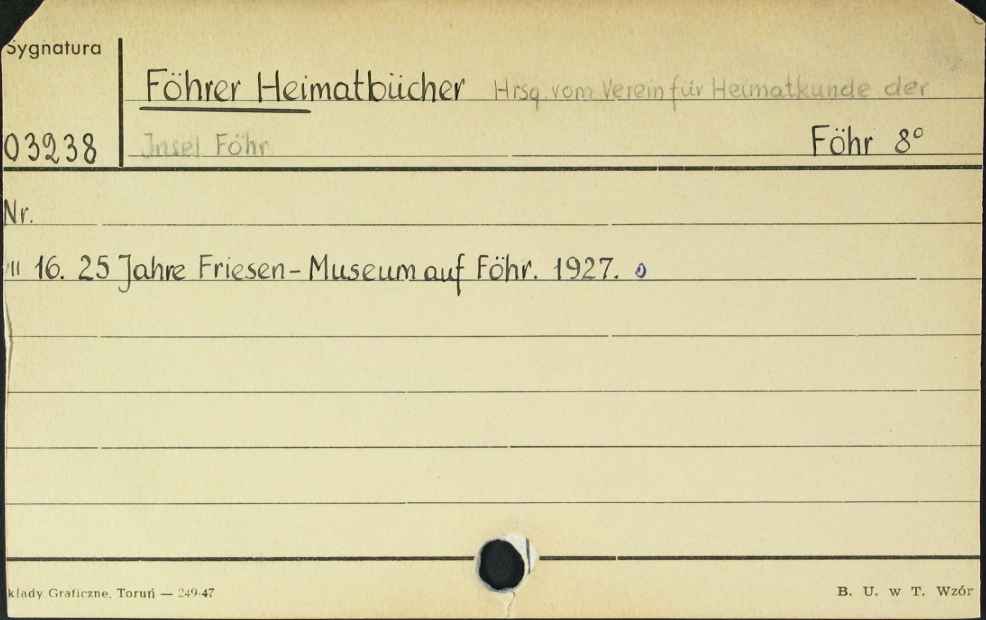 Sygnatura
Föhrer Heimatbücher Hrsg. vom Verein für Heimatkunde der
03238 Insel Föhr. Föhr 8°
Nr.
16. 25 Jahre Friesen-Museum auf Föhr. 1927.
kłady Graficzne, Toruń — 249-47 B. U. w T. Wzór